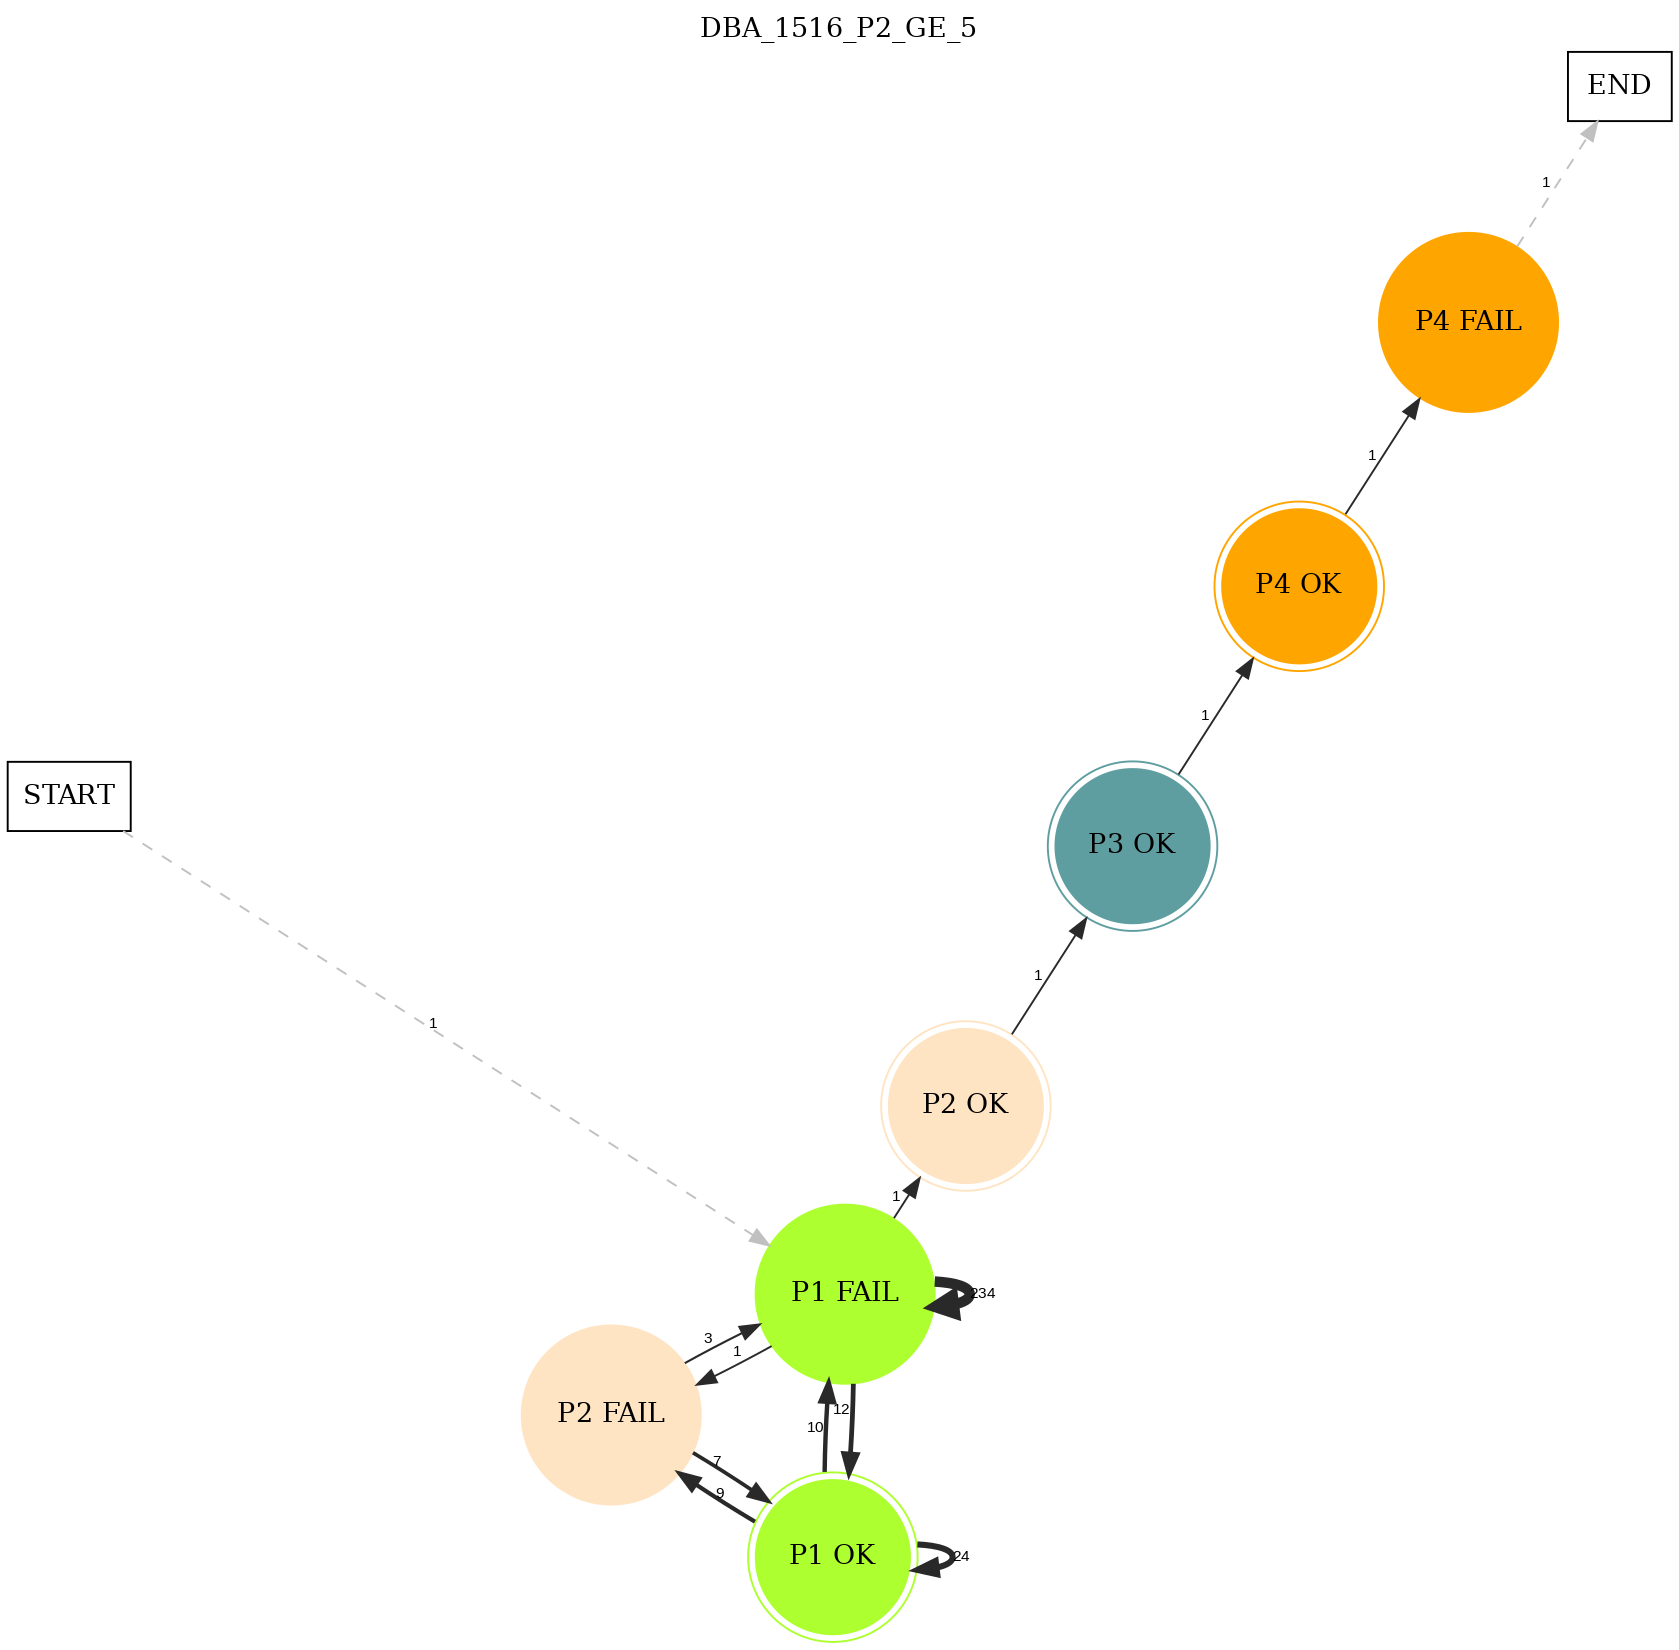 DBA_1516_P2_GE_5
END
1
P4 FAIL
1
P4 OK
1
START
P3 OK
1
1
P2 OK
1
P1 FAIL
234
3
1
P2 FAIL
12
10
7
9
P1 OK
24